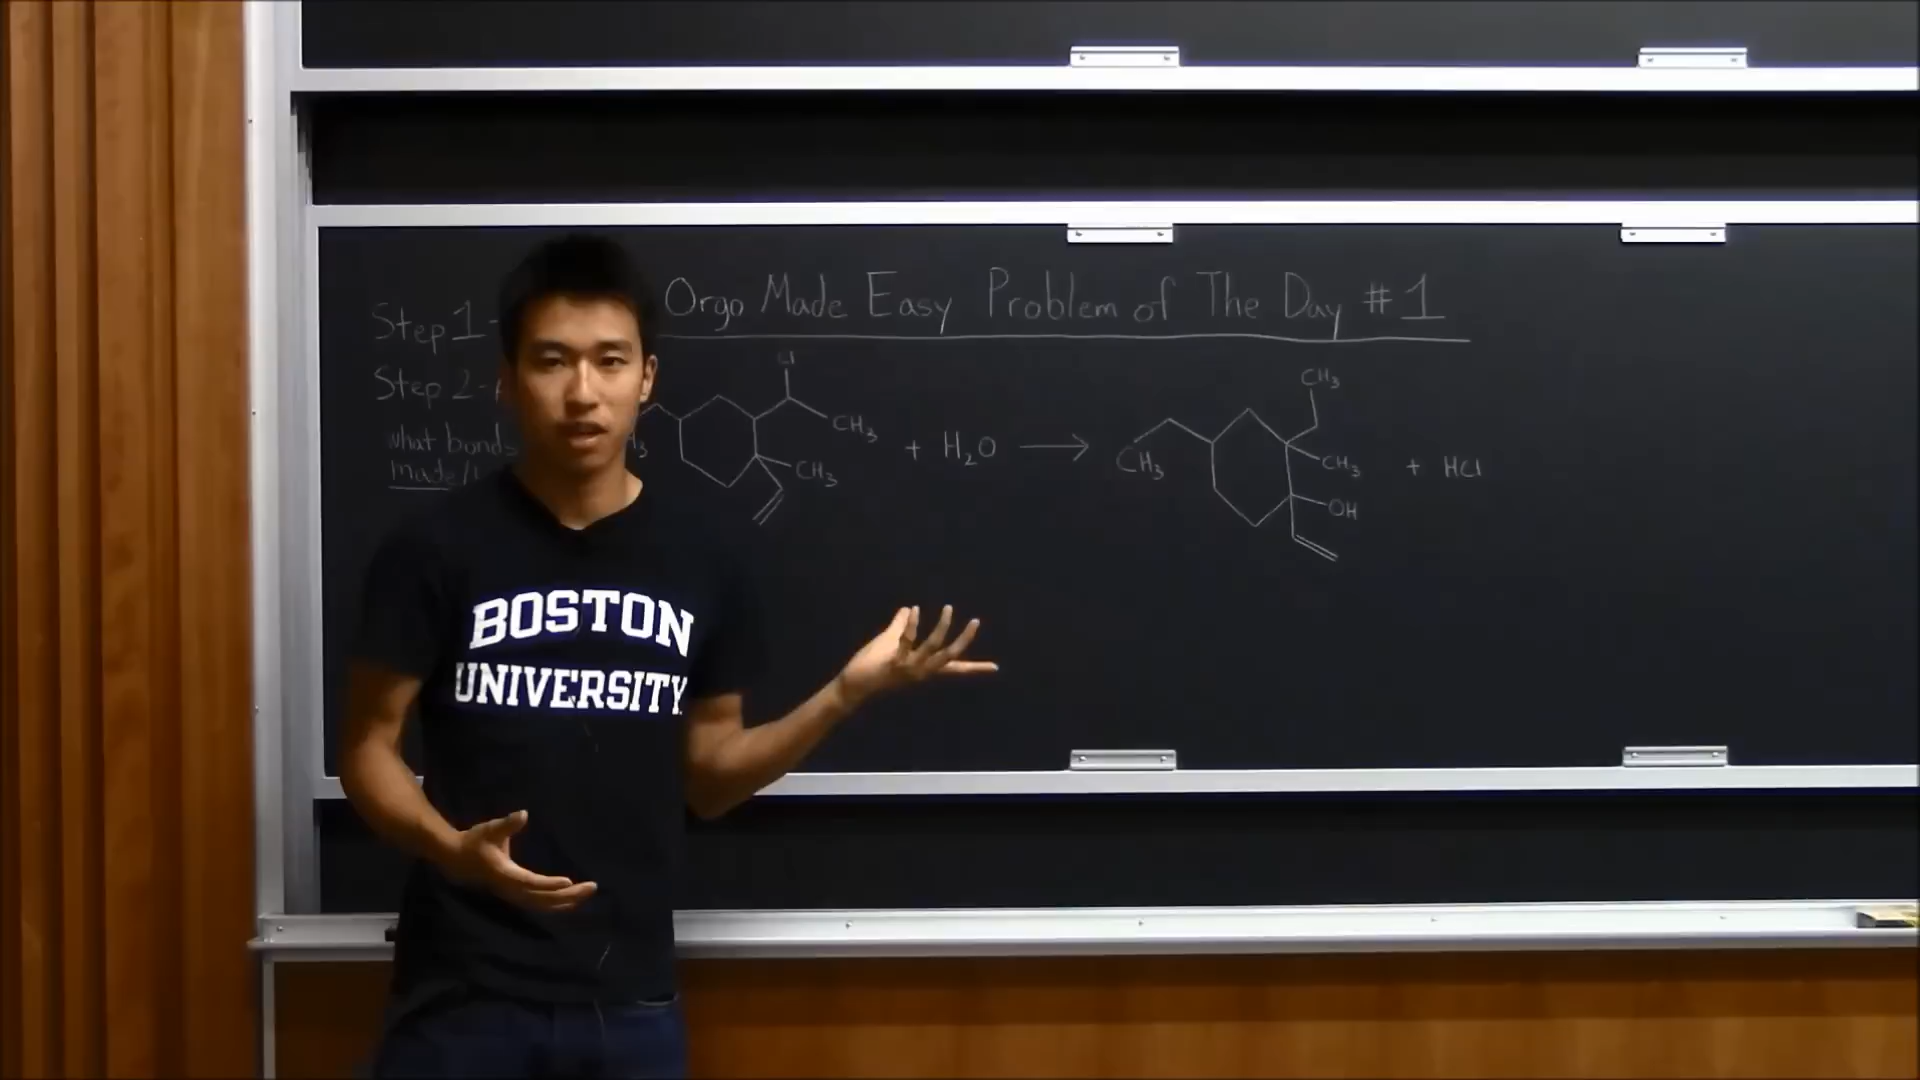 Orgo Made Easy Problem of The Day #1
Step 1-
Step 2-
what bonds
made/
Cl
CH₃
+ H₂O →
CH₃
CH₃
CH₃
CH₃
OH
+ HCl
BOSTON
UNIVERSITY